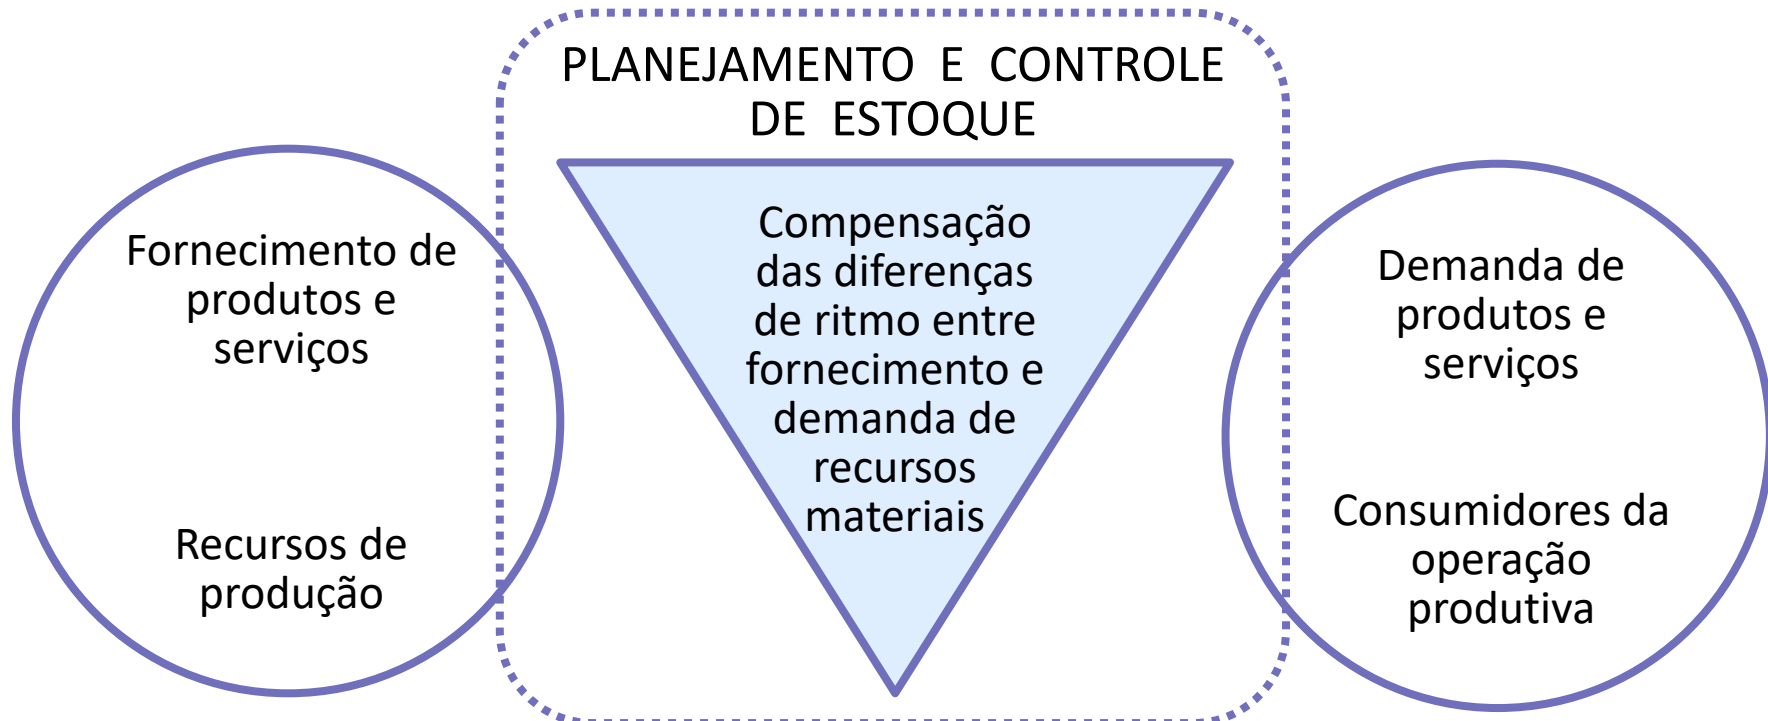 PLANEJAMENTO E CONTROLE
DE ESTOQUE
Fornecimento de
produtos e
serviços
Recursos de
produção
Compensação
das diferenças
de ritmo entre
fornecimento e
demanda de
recursos
materiais
Demanda de
produtos e
serviços
Consumidores da
operação
produtiva